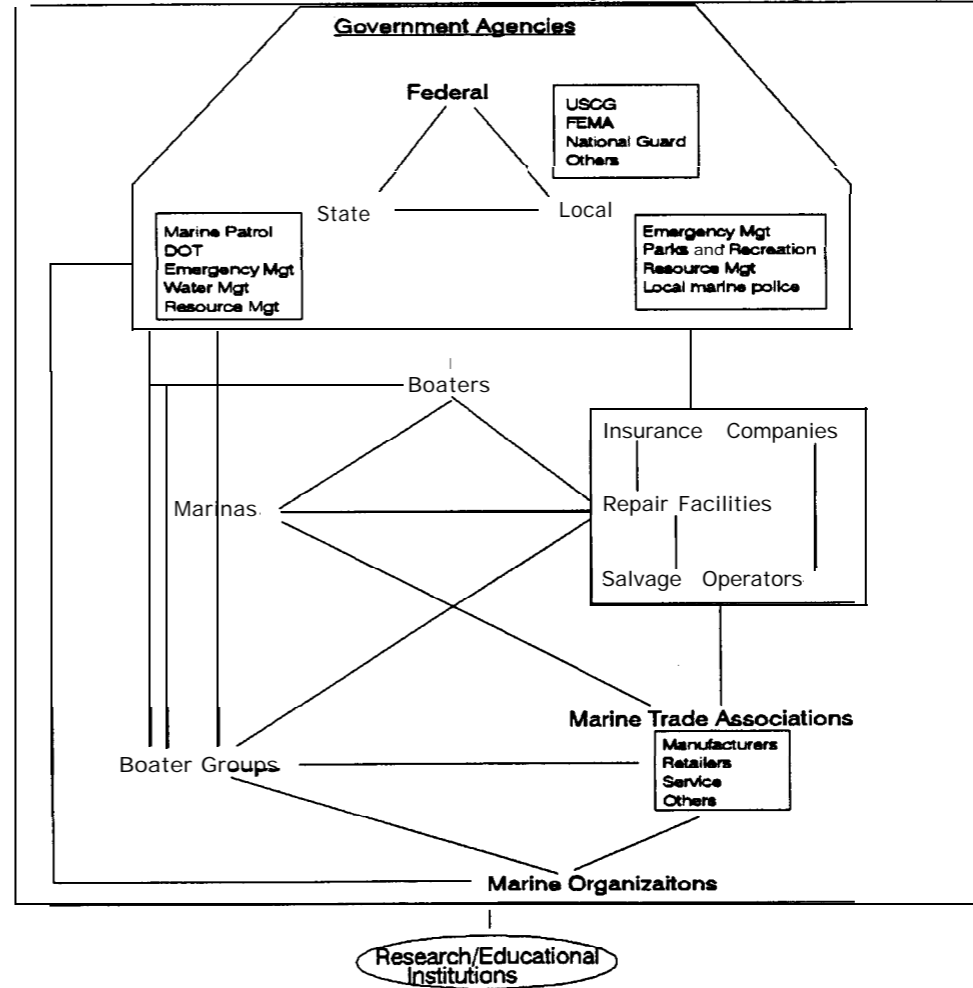 Government Agencies
Federal
USCG
FEMA
National Guard
Others
State
Local
Marine Patrol
DOT
Emergency Mgt
Water Mgt
Resource Mgt
Emergency Mgt
Parks and Recreation
Resource Mgt
Local marine police
Boaters
Insurance Companies
Marinas
Repair Facilities
Salvage Operators
Marine Trade Associations
Manufacturers
Retailers
Service
Others
Boater Groups
Marine Organizaitons
Research/Educational
Institutions